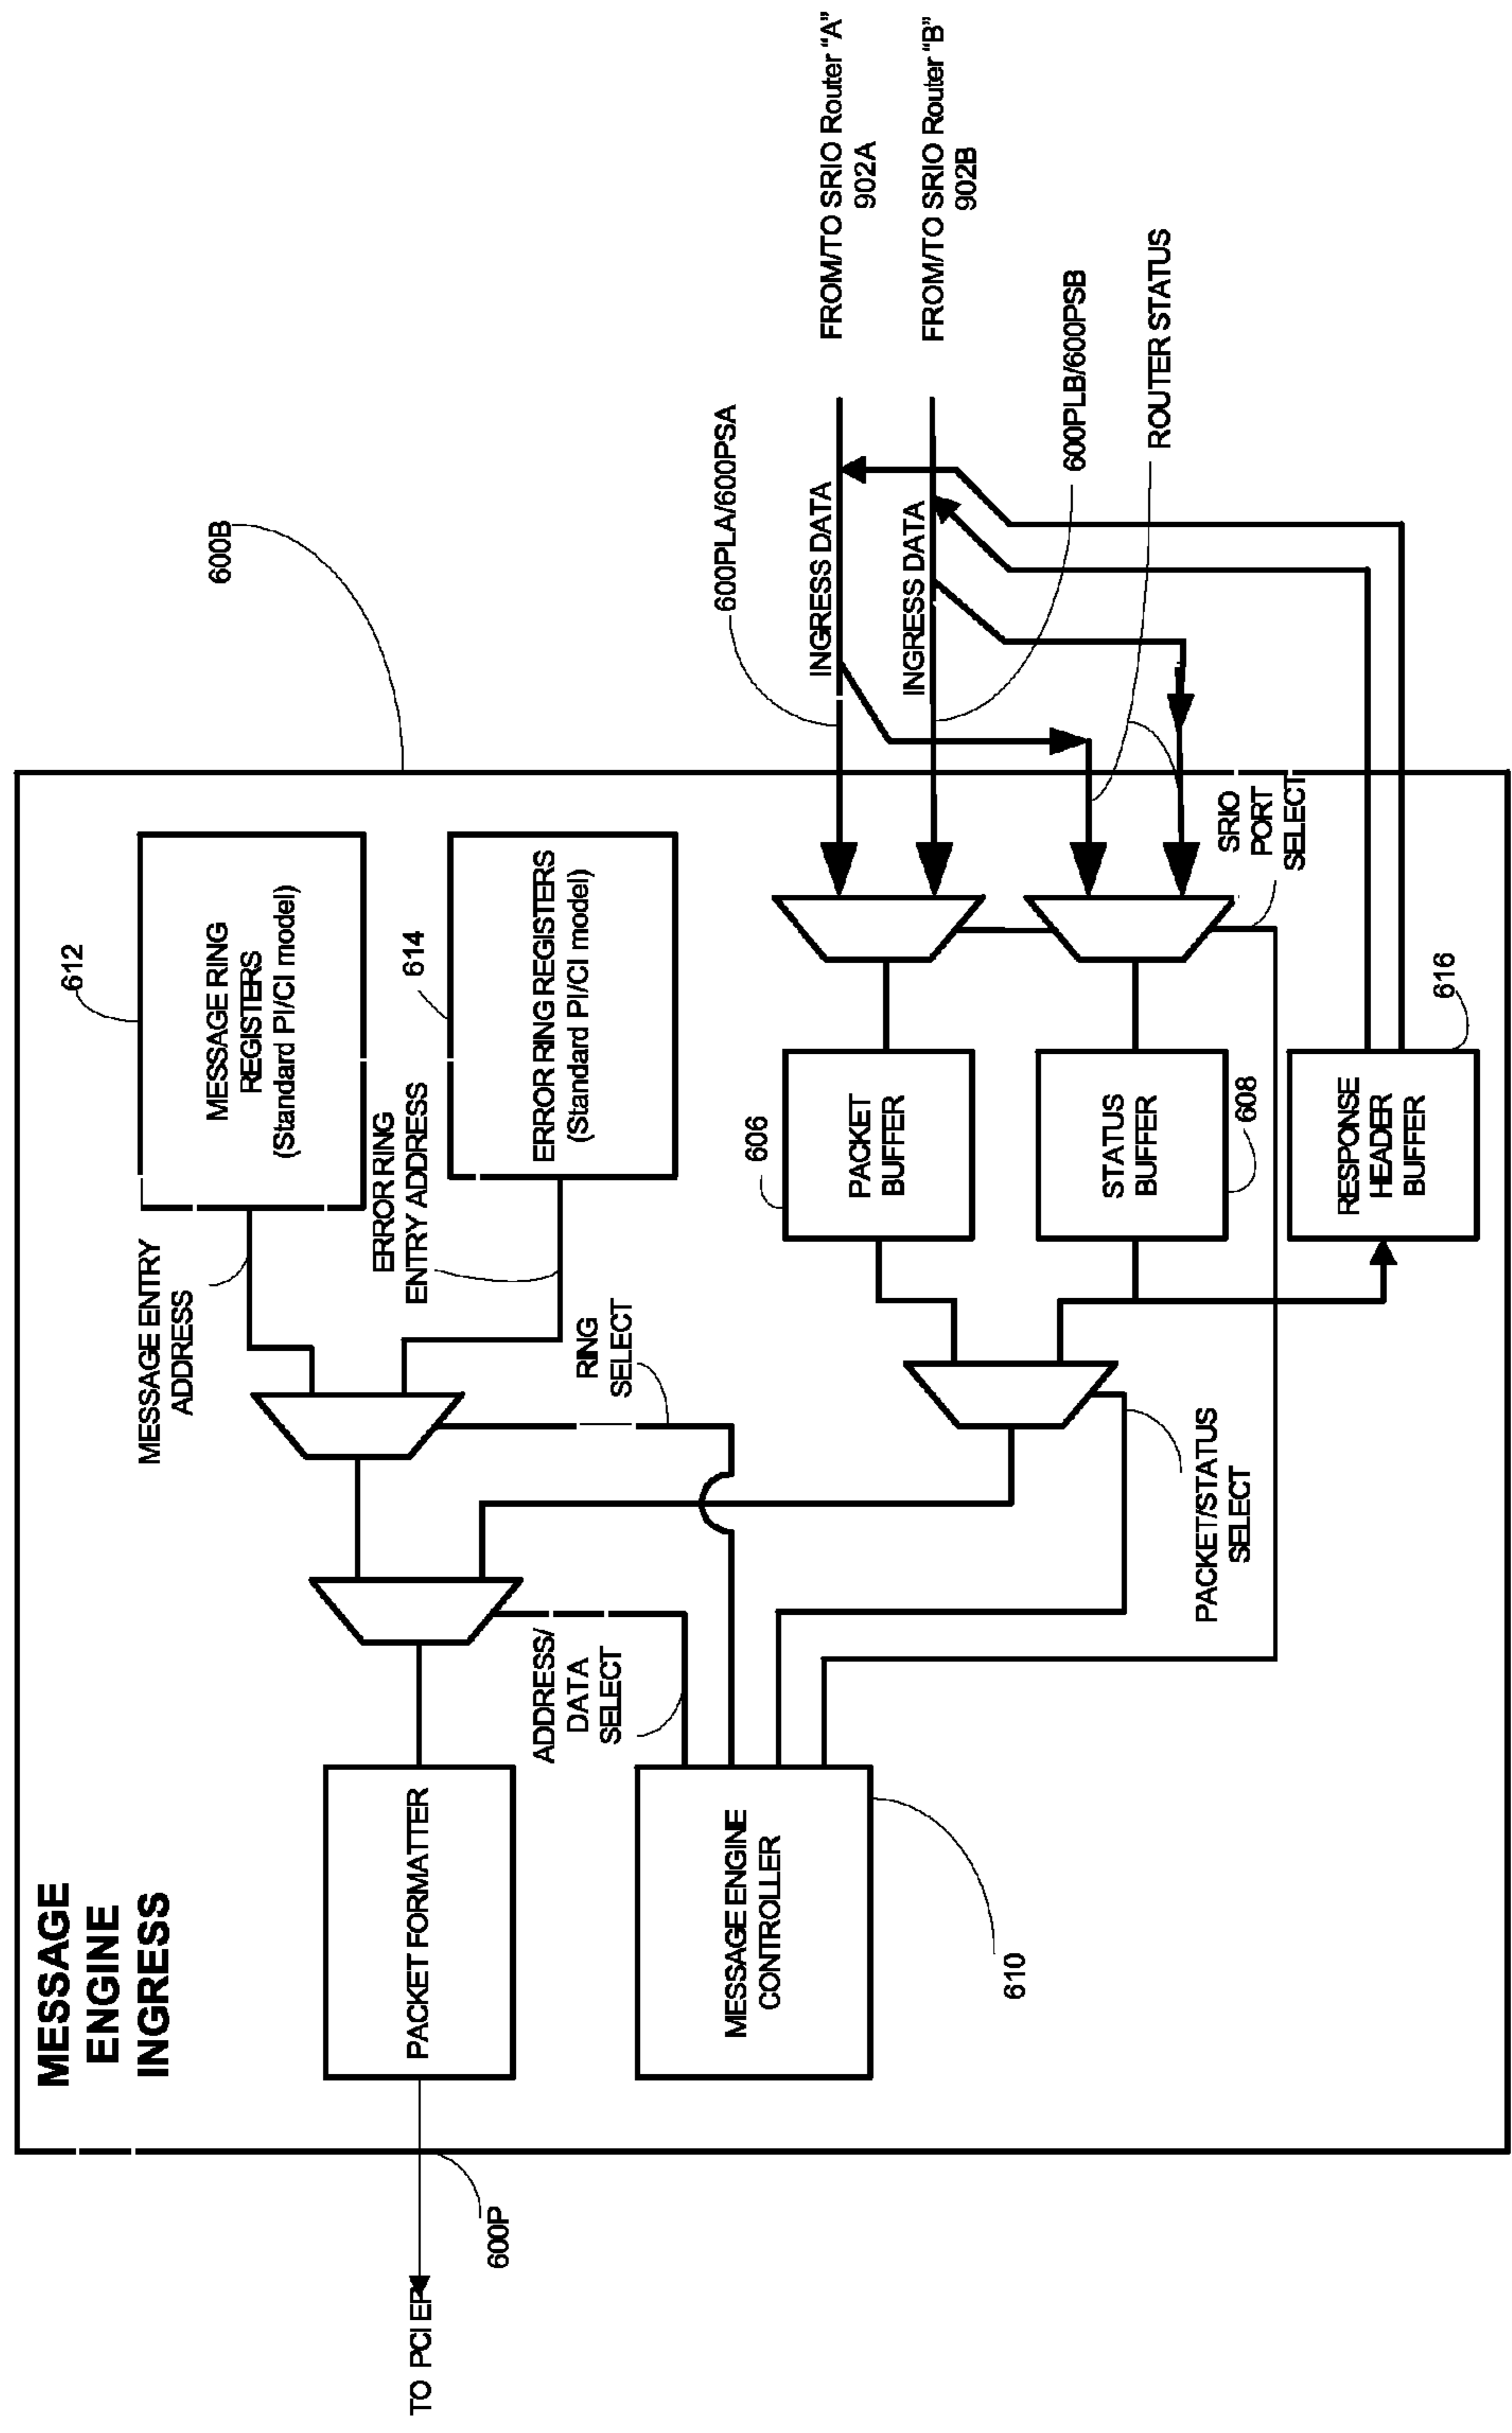 MESSAGE
ENGINE
INGRESS
TO PCI EP
600P
PACKET FORMATTER
MESSAGE ENGINE
CONTROLLER
610
ADDRESS/
DATA
SELECT
MESSAGE ENTRY
ADDRESS
RING
SELECT
PACKET/STATUS
SELECT
612
MESSAGE RING
REGISTERS
(Standard PI/CI model)
ERROR RING
ENTRY ADDRESS
614
ERROR RING REGISTERS
(Standard PI/CI model)
606
PACKET
BUFFER
STATUS
BUFFER
608
RESPONSE
HEADER
BUFFER
616
SRIO
PORT
SELECT
600B
600PLA/600PSA
INGRESS DATA
INGRESS DATA
600PLB/600PSB
ROUTER STATUS
FROM/TO SRIO Router “A”
902A
FROM/TO SRIO Router “B”
902B